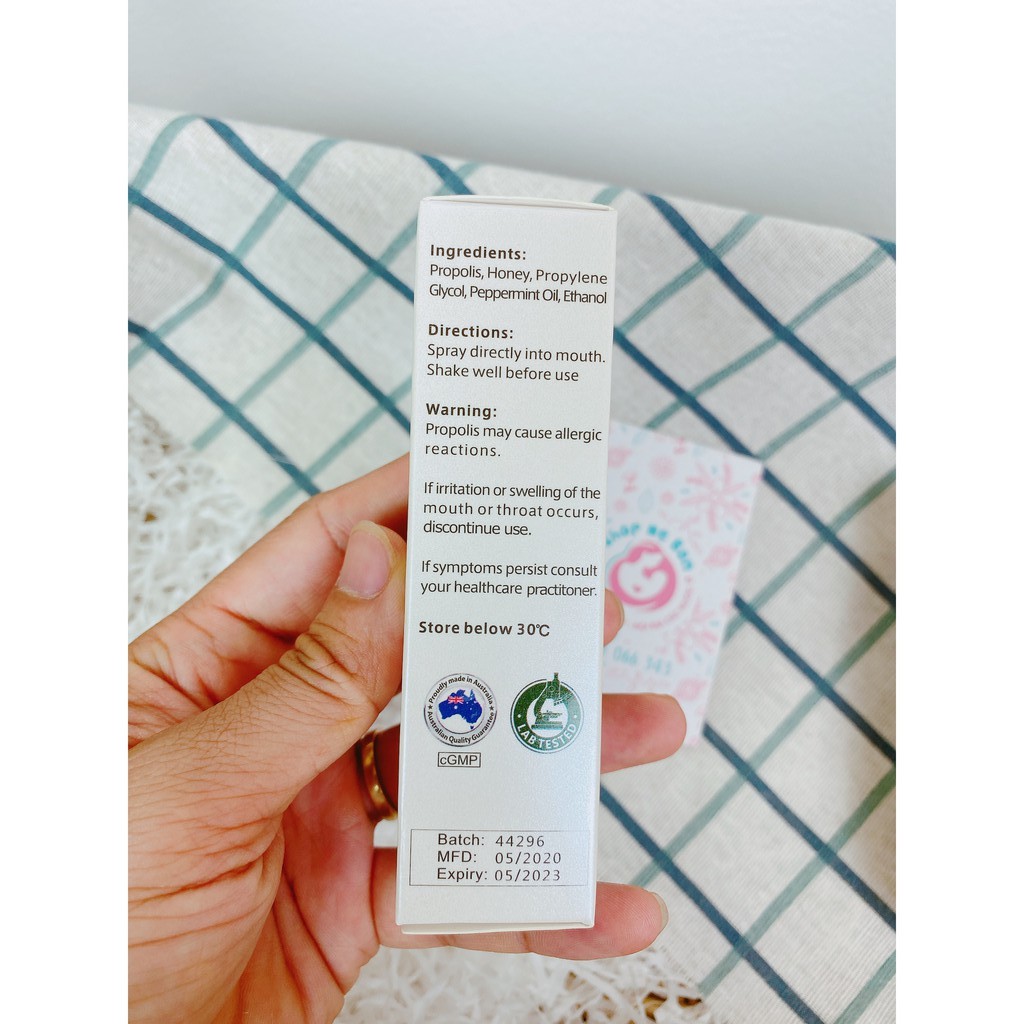 Ingredients:
Propolis, Honey, Propylene
Glycol, Peppermint Oil, Ethanol
Directions:
Spray directly into mouth.
Shake well before use
Warning:
Propolis may cause allergic
reactions.
If irritation or swelling of the
mouth or throat occurs,
discontinue use.
If symptoms persist consult
your healthcare practitoner.
Store below 30℃
Proudly made in Australia
Australian Quality Guarantee
cGMP
LAB TESTED
Batch: 44296
MFD: 05/2020
Expiry: 05/2023
066 341